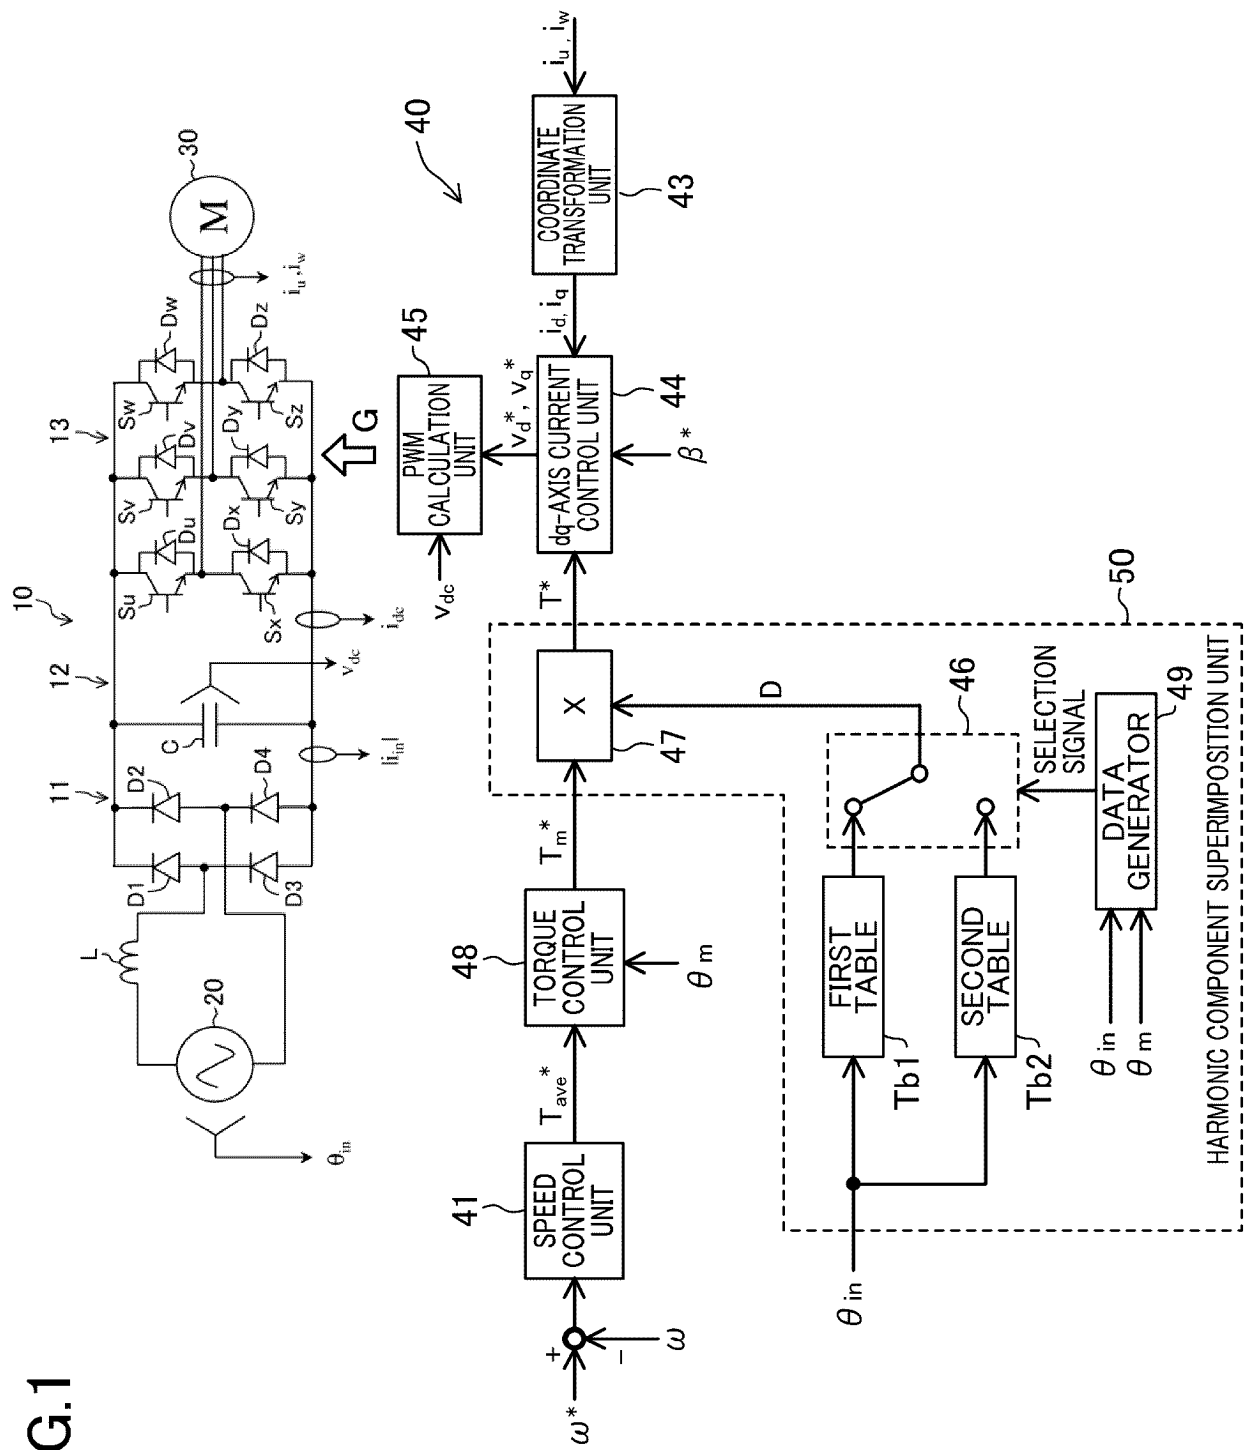 G.1
10
11
12
13
20
30
L
D1
D2
D3
D4
C
Su
Du
Sv
Dv
Sw
Dw
Sx
Dx
Sy
Dy
Sz
Dz
M
θin
|iin|
vdc
idc
iu, iw
G
40
ω*
+
−
ω
41
SPEED
CONTROL
UNIT
Tave*
48
TORQUE
CONTROL
UNIT
θm
Tm*
X
47
T*
dq-AXIS CURRENT
CONTROL UNIT
44
β*
vd*, vq*
vdc
PWM
CALCULATION
UNIT
45
id, iq
COORDINATE
TRANSFORMATION
UNIT
43
iu, iw
θin
FIRST
TABLE
Tb1
SECOND
TABLE
Tb2
D
46
SELECTION
SIGNAL
θin
θm
DATA
GENERATOR
49
50
HARMONIC COMPONENT SUPERIMPOSITION UNIT